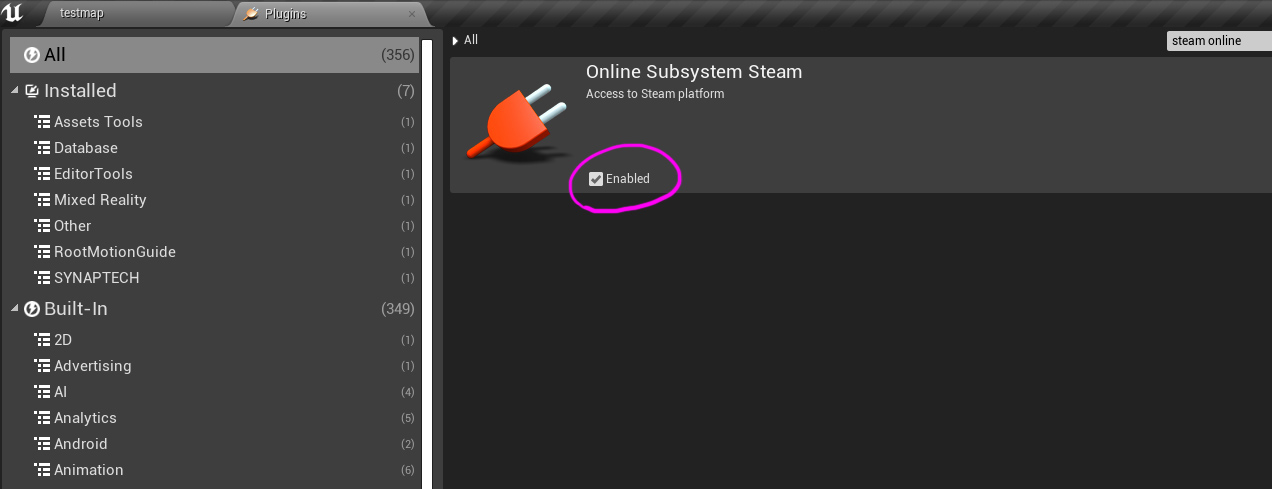 testmap
Plugins
All (356)
Installed (7)
Assets Tools (1)
Database (1)
EditorTools (1)
Mixed Reality (1)
Other (1)
RootMotionGuide (1)
SYNAPTECH (1)
Built-In (349)
2D (1)
Advertising (1)
AI (4)
Analytics (5)
Android (2)
Animation (6)
All
steam online
Online Subsystem Steam
Access to Steam platform
Enabled